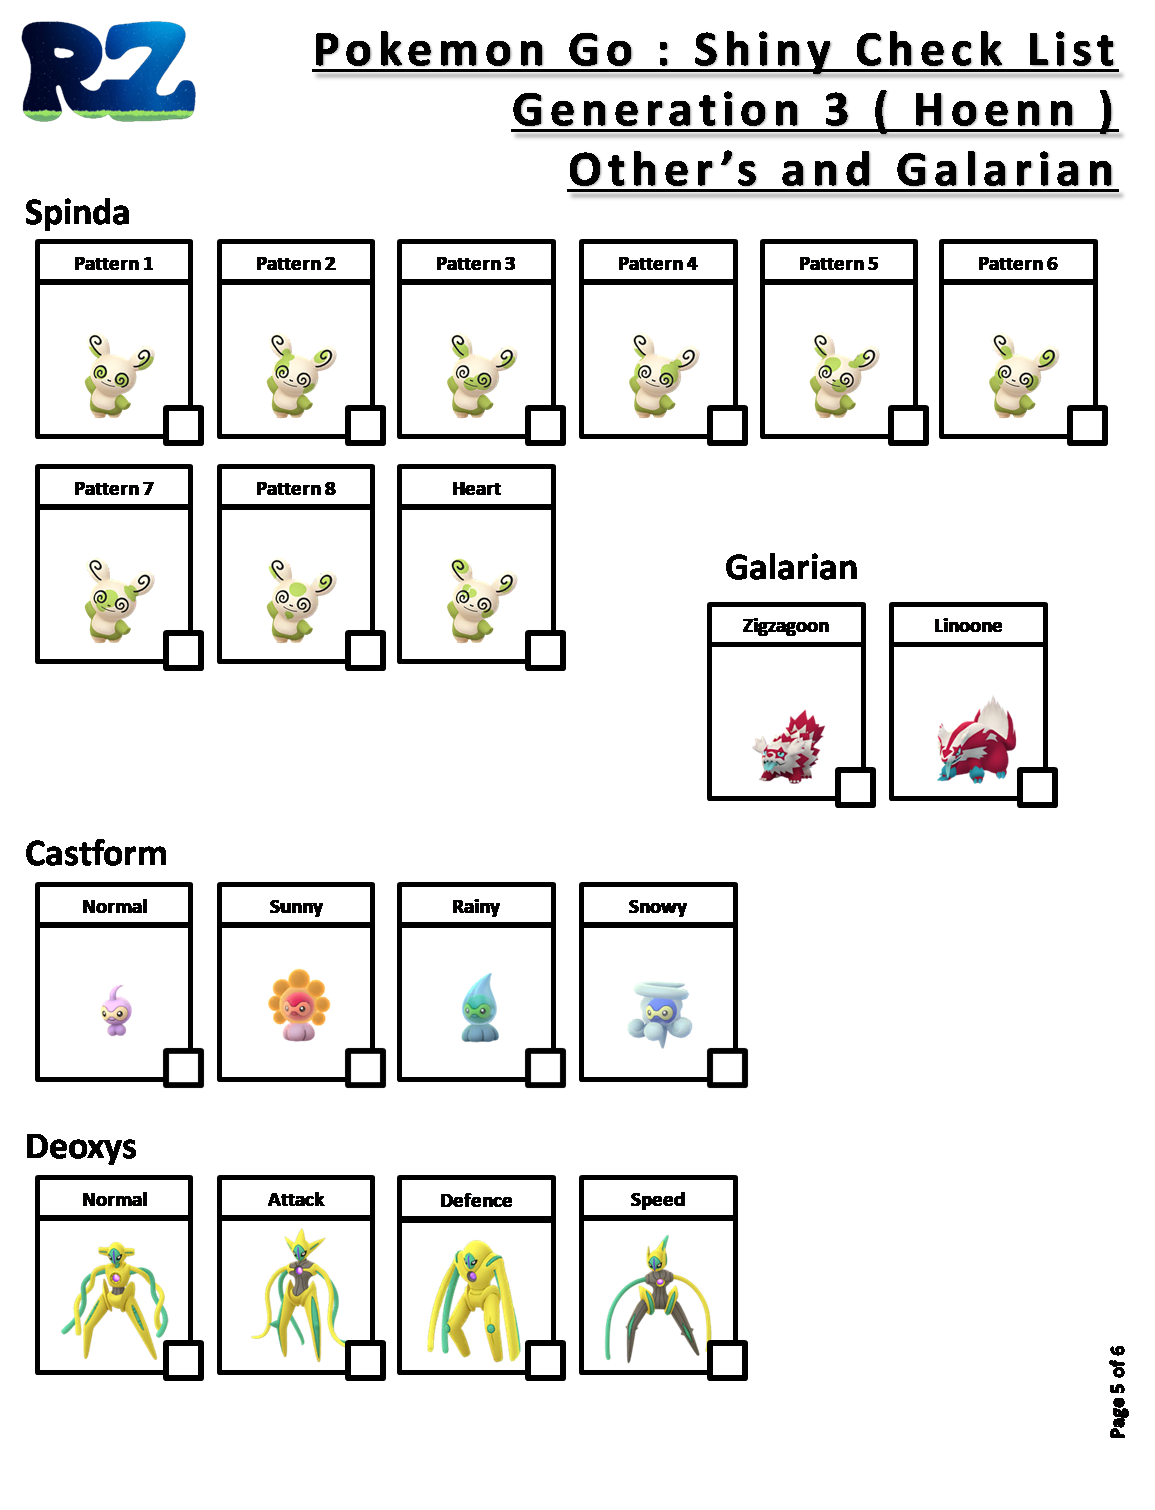 RZ
Pokemon Go : Shiny Check List
Generation 3 ( Hoenn )
Other’s and Galarian
Spinda
Pattern 1
Pattern 2
Pattern 3
Pattern 4
Pattern 5
Pattern 6
Pattern 7
Pattern 8
Heart
Galarian
Zigzagoon
Linoone
Castform
Normal
Sunny
Rainy
Snowy
Deoxys
Normal
Attack
Defence
Speed
Page 5 of 6